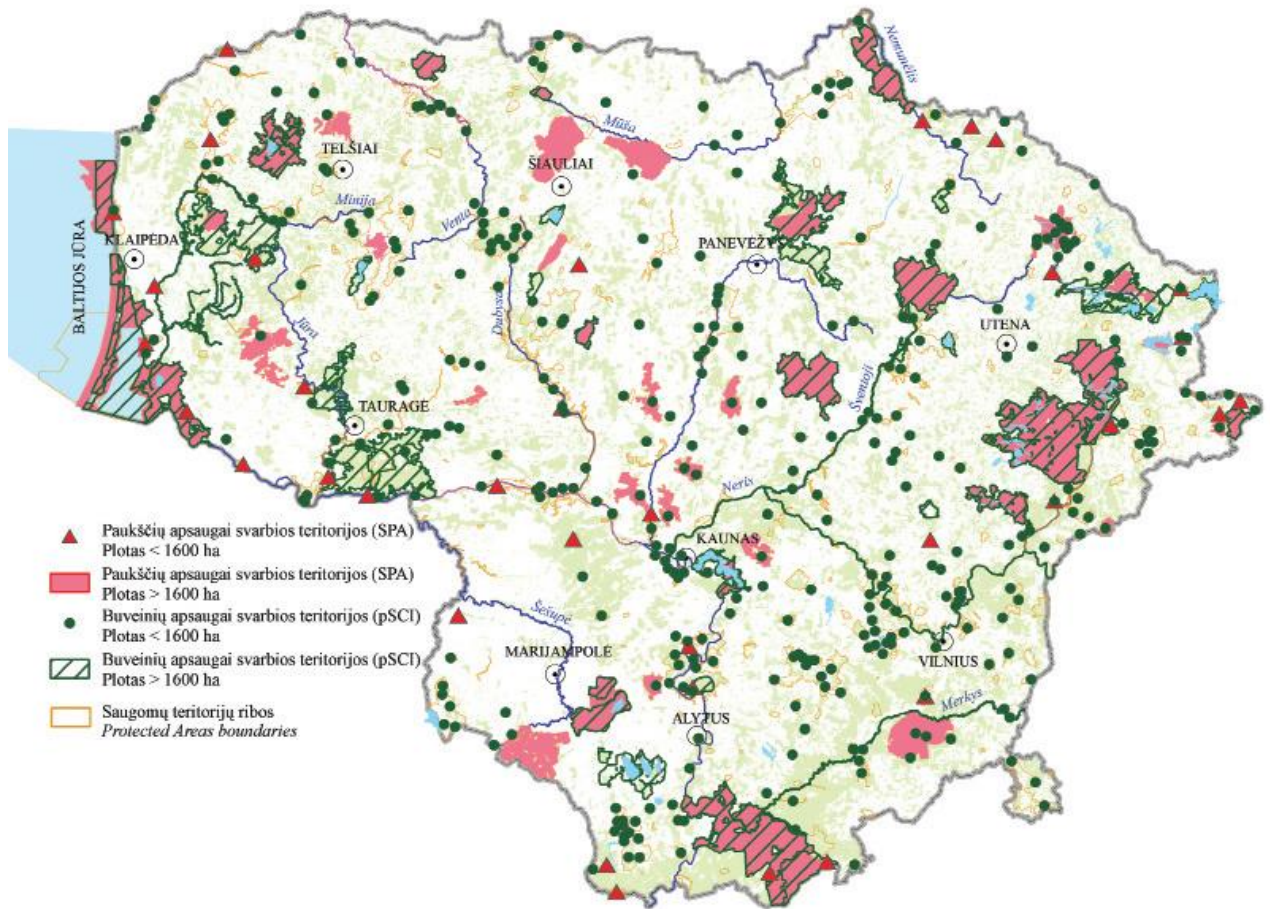 Nemunėlis
Mūša
TELŠIAI
ŠIAULIAI
Minija
Venta
KLAIPĖDA
PANEVĖŽYS
BALTIJOS JŪRA
Jūra
Dubysa
UTENA
Šventoji
TAURAGĖ
Neris
KAUNAS
Paukščių apsaugai svarbios teritorijos (SPA)
Plotas < 1600 ha
Paukščių apsaugai svarbios teritorijos (SPA)
Plotas > 1600 ha
Buveinių apsaugai svarbios teritorijos (pSCI)
Plotas < 1600 ha
Buveinių apsaugai svarbios teritorijos (pSCI)
Plotas > 1600 ha
Saugomų teritorijų ribos
Protected Areas boundaries
Šešupė
MARIJAMPOLĖ
VILNIUS
Merkys
ALYTUS